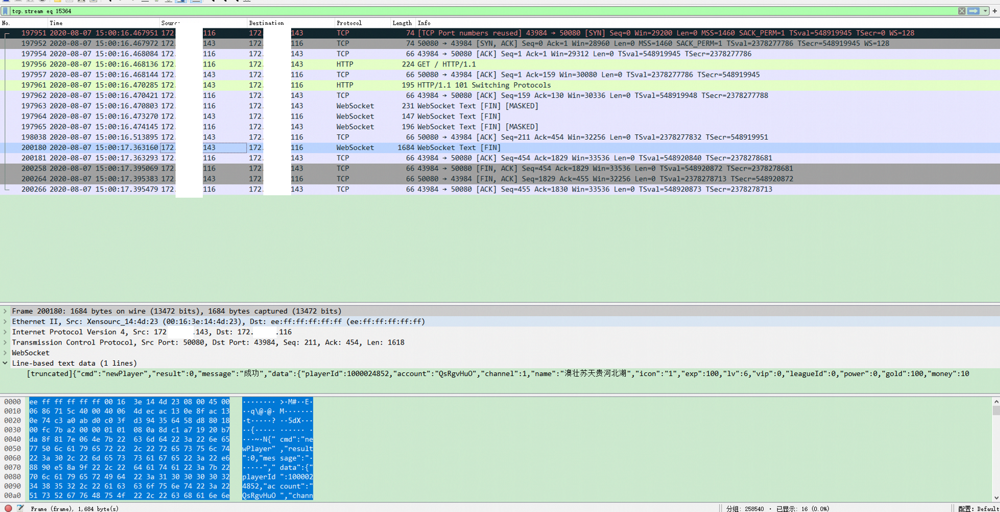 tcp.stream eq 15364
No. Time Source Destination Protocol Length Info
197951 2020-08-07 15:00:16.467951 172. 116 172. 143 TCP 74 [TCP Port numbers reused] 43984 → 50080 [SYN] Seq=0 Win=29200 Len=0 MSS=1460 SACK_PERM=1 TSval=548919945 TSecr=0 WS=128
197952 2020-08-07 15:00:16.467972 172. 143 172. 116 TCP 74 50080 → 43984 [SYN, ACK] Seq=0 Ack=1 Win=28960 Len=0 MSS=1460 SACK_PERM=1 TSval=2378277786 TSecr=548919945 WS=128
197954 2020-08-07 15:00:16.468084 172. 116 172. 143 TCP 66 43984 → 50080 [ACK] Seq=1 Ack=1 Win=29312 Len=0 TSval=548919945 TSecr=2378277786
197956 2020-08-07 15:00:16.468136 172. 116 172. 143 HTTP 224 GET / HTTP/1.1
197957 2020-08-07 15:00:16.468144 172. 143 172. 116 TCP 66 50080 → 43984 [ACK] Seq=1 Ack=159 Win=30080 Len=0 TSval=2378277786 TSecr=548919945
197961 2020-08-07 15:00:16.470285 172. 143 172. 116 HTTP 195 HTTP/1.1 101 Switching Protocols
197962 2020-08-07 15:00:16.470421 172. 116 172. 143 TCP 66 43984 → 50080 [ACK] Seq=159 Ack=130 Win=30336 Len=0 TSval=548919948 TSecr=2378277788
197963 2020-08-07 15:00:16.470803 172. 116 172. 143 WebSocket 231 WebSocket Text [FIN] [MASKED]
197964 2020-08-07 15:00:16.473270 172. 143 172. 116 WebSocket 147 WebSocket Text [FIN]
197965 2020-08-07 15:00:16.474145 172. 116 172. 143 WebSocket 196 WebSocket Text [FIN] [MASKED]
198038 2020-08-07 15:00:16.513895 172. 143 172. 116 TCP 66 50080 → 43984 [ACK] Seq=211 Ack=454 Win=32256 Len=0 TSval=2378277832 TSecr=548919951
200180 2020-08-07 15:00:17.363160 172. 143 172. 116 WebSocket 1684 WebSocket Text [FIN]
200181 2020-08-07 15:00:17.363293 172. 116 172. 143 TCP 66 43984 → 50080 [ACK] Seq=454 Ack=1829 Win=33536 Len=0 TSval=548920840 TSecr=2378278681
200258 2020-08-07 15:00:17.395069 172. 116 172. 143 TCP 66 43984 → 50080 [FIN, ACK] Seq=454 Ack=1829 Win=33536 Len=0 TSval=548920872 TSecr=2378278681
200264 2020-08-07 15:00:17.395383 172. 143 172. 116 TCP 66 50080 → 43984 [FIN, ACK] Seq=1829 Ack=455 Win=32256 Len=0 TSval=2378278713 TSecr=548920872
200266 2020-08-07 15:00:17.395479 172. 116 172. 143 TCP 66 43984 → 50080 [ACK] Seq=455 Ack=1830 Win=33536 Len=0 TSval=548920873 TSecr=2378278713
Frame 200180: 1684 bytes on wire (13472 bits), 1684 bytes captured (13472 bits)
Ethernet II, Src: Xensourc_14:4d:23 (00:16:3e:14:4d:23), Dst: ee:ff:ff:ff:ff:ff (ee:ff:ff:ff:ff:ff)
Internet Protocol Version 4, Src: 172 .143, Dst: 172. .116
Transmission Control Protocol, Src Port: 50080, Dst Port: 43984, Seq: 211, Ack: 454, Len: 1618
WebSocket
Line-based text data (1 lines)
[truncated]{"cmd":"newPlayer","result":0,"message":"成功","data":{"playerId":1000024852,"account":"QsRgvHuO","channel":1,"name":"澳壮苏天贵河北湖","icon":"1","exp":100,"lv":6,"vip":0,"leagueId":0,"power":0,"gold":100,"money":10
0000 ee ff ff ff ff ff 00 16 3e 14 4d 23 08 00 45 00 ········ >·M#··E·
0010 06 86 71 5c 40 00 40 06 4d ec ac 13 0e 8f ac 13 ··q\@·@· M·······
0020 0e 74 c3 a0 ab d0 c0 3f d3 94 35 64 58 d8 80 18 ·t·····? ··5dX···
0030 00 fc 7b a2 00 00 01 01 08 0a 8d c1 a7 19 20 b7 ··{····· ······ ·
0040 da 8f 81 7e 06 4e 7b 22 63 6d 64 22 3a 22 6e 65 ···~·N{" cmd":"ne
0050 77 50 6c 61 79 65 72 22 2c 22 72 65 73 75 6c 74 wPlayer" ,"result
0060 22 3a 30 2c 22 6d 65 73 73 61 67 65 22 3a 22 e6 ":0,"mes sage":"·
0070 88 90 e5 8a 9f 22 2c 22 64 61 74 61 22 3a 7b 22 ·····"," data":{"
0080 70 6c 61 79 65 72 49 64 22 3a 31 30 30 30 30 32 playerId ":100002
0090 34 38 35 32 2c 22 61 63 63 6f 75 6e 74 22 3a 22 4852,"ac count":"
00a0 51 73 52 67 76 48 75 4f 22 2c 22 63 68 61 6e 6e QsRgvHuO ","chann
Frame (frame), 1,684 byte(s) 分组: 258540 · 已显示: 16 (0.0%) 配置: Default